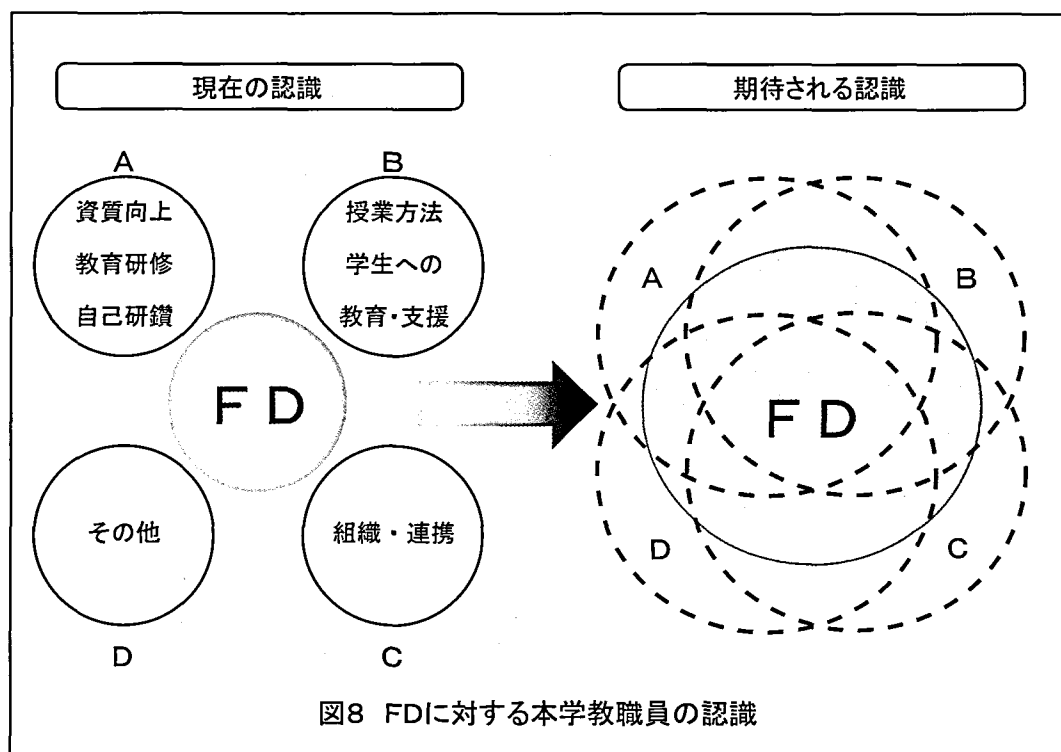 現在の認識
期待される認識
A
資質向上
教育研修
自己研鑽
B
授業方法
学生への
教育・支援
FD
その他
D
組織・連携
C
A
B
FD
D
C
図8 FDに対する本学教職員の認識